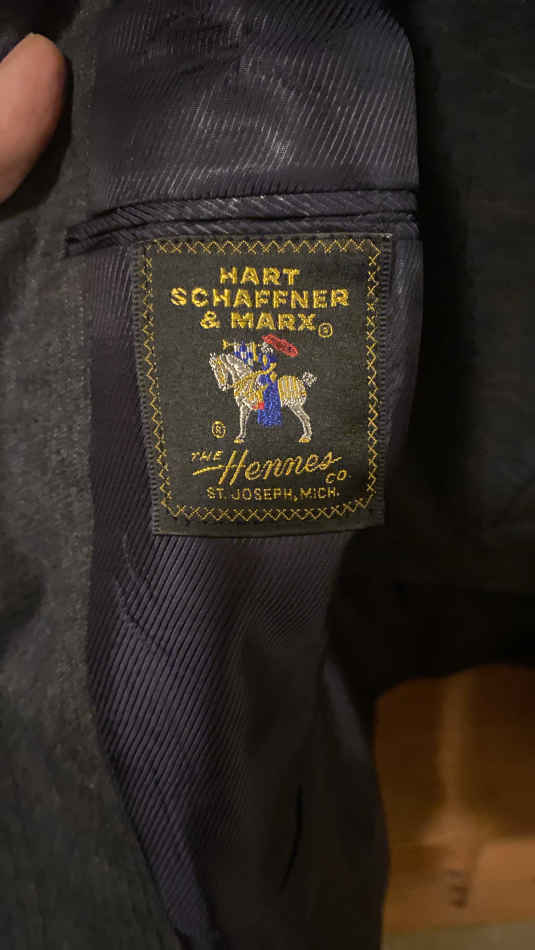 HART
SCHAFFNER
& MARX®
®
THE Hennes CO.
ST. JOSEPH, MICH.